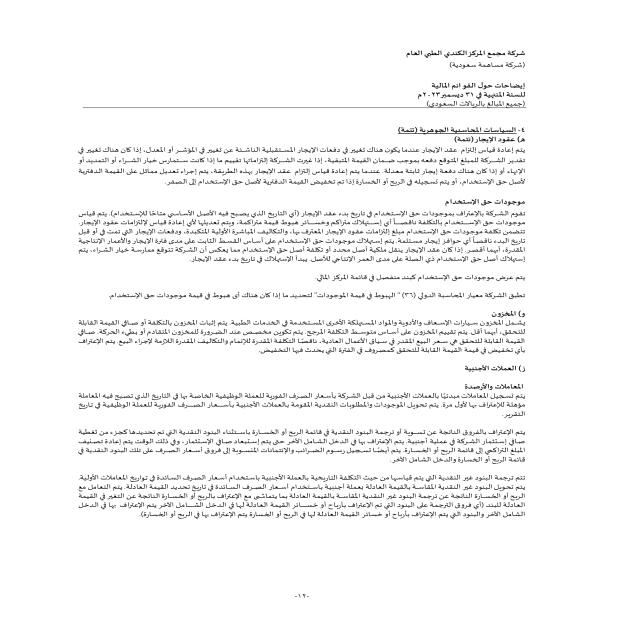 شركة مجمع المركز الكندي الطبي العام
(شركة مساهمة سعودية)
إيضاحات حول القوائم المالية
للسنة المنتهية في ٣١ ديسمبر ٢٠٢٣م
(جميع المبالغ بالريالات السعودي)
٤- السياسات المحاسبية الجوهرية (تتمة)
ه) عقود الإيجار (تتمة)
يتم إعادة قياس إلتزام عقد الإيجار عندما يكون هناك تغيير في دفعات الإيجار المستقبلية الناشئة عن تغيير في المؤشر أو المعدل، إذا كان هناك تغيير في
تقدير الشركة للمبلغ المتوقع دفعه بموجب ضمان القيمة المتبقية، إذا غيرت الشركة إلتزاماتها تقييم ما إذا كانت ستمارس خيار الشراء أو التمديد أو
الإنهاء أو إذا كان هناك دفعة إيجار ثابتة معدلة. عندما يتم إعادة قياس إلتزام عقد الإيجار بهذه الطريقة، يتم إجراء تعديل مماثل على القيمة الدفترية
لأصل حق الإستخدام، أو يتم تسجيله في الربح أو الخسارة إذا تم تخفيض القيمة الدفترية لأصل حق الإستخدام إلى الصفر.
موجودات حق الإستخدام
تقوم الشركة بالإعتراف بموجودات حق الإستخدام في تاريخ بدء عقد الإيجار (أي التاريخ الذي يصبح فيه الأصل الأساسي متاحًا للإستخدام). يتم قياس
موجودات حق الإستخدام بالتكلفة ناقصاً أي إستهلاك متراكم وخسائر هبوط قيمة متراكمة، ويتم تعديلها لأي إعادة قياس لإلتزامات عقود الإيجار.
تتضمن تكلفة موجودات حق الإستخدام مبلغ إلتزامات عقود الإيجار المعترف بها، والتكاليف المباشرة الأولية المتكبدة، ودفعات الإيجار التي تمت في أو قبل
تاريخ البدء ناقصاً أي حوافز إيجار مستلمة. يتم إستهلاك موجودات حق الإستخدام على أساس القسط الثابت على مدى فترة الإيجار والأعمار الإنتاجية
المقدرة، أيهما أقصر. إذا كان عقد الإيجار ينقل ملكية أصل محدد أو تكلفة أصل حق الإستخدام مما يعكس أن الشركة تتوقع ممارسة خيار الشراء، يتم
إستهلاك أصل حق الإستخدام ذي الصلة على مدى العمر الإنتاجي للأصل. يبدأ الإستهلاك في تاريخ بدء عقد الإيجار.
يتم عرض موجودات حق الإستخدام كبند منفصل في قائمة المركز المالي.
تطبق الشركة معيار المحاسبة الدولي (٣٦) " الهبوط في قيمة الموجودات" لتحديد ما إذا كان هناك أي هبوط في قيمة موجودات حق الإستخدام.
و) المخزون
يشمل المخزون سيارات الإسعاف والأدوية والمواد المستهلكة الأخرى المستخدمة في الخدمات الطبية. يتم إثبات المخزون بالتكلفة أو صافي القيمة القابلة
للتحقق، أيهما أقل. يتم تقييم المخزون على أساس متوسط التكلفة المرجح. يتم تكوين مخصص عند الضرورة للمخزون المتقادم أو بطيء الحركة. صافي
القيمة القابلة للتحقق هي سعر البيع المقدر في سياق الأعمال العادية، ناقصًا التكلفة المقدرة للإتمام والتكاليف المقدرة اللازمة لإجراء البيع. يتم الإعتراف
بأي تخفيض في قيمة القيمة القابلة للتحقق كمصروف في الفترة التي يحدث فيها التخفيض.
ز) العملات الأجنبية
المعاملات والأرصدة
يتم تسجيل المعاملات مبدئيًا بالعملات الأجنبية من قبل الشركة بأسعار الصرف الفورية للعملة الوظيفية الخاصة بها في التاريخ الذي تصبح فيه المعاملة
مؤهلة للإعتراف بها لأول مرة. يتم تحويل الموجودات والمطلوبات النقدية المقومة بالعملات الأجنبية بأسعار الصرف الفورية للعملة الوظيفية في تاريخ
التقرير.
يتم الإعتراف بالفروق الناتجة عن تسوية أو ترجمة البنود النقدية في قائمة الربح أو الخسارة باستثناء البنود النقدية التي تم تحديدها كجزء من تغطية
صافي إستثمار الشركة في عملية أجنبية. يتم الإعتراف بها في الدخل الشامل الآخر حتى يتم إستبعاد صافي الإستثمار، وفي ذلك الوقت يتم إعادة تصنيف
المبلغ التراكمي إلى قائمة الربح أو الخسارة. يتم أيضًا تسجيل رسوم الضرائب والإئتمانات المنسوبة إلى فروق أسعار الصرف على تلك البنود النقدية في
قائمة الربح أو الخسارة والدخل الشامل الآخر.
تتم ترجمة البنود غير النقدية التي يتم قياسها من حيث التكلفة التاريخية بالعملة الأجنبية باستخدام أسعار الصرف السائدة في تواريخ المعاملات الأولية.
يتم تحويل البنود غير النقدية المقاسة بالقيمة العادلة بعملة أجنبية باستخدام أسعار الصرف السائدة في تاريخ تحديد القيمة العادلة. يتم التعامل مع
الربح أو الخسارة الناتجة عن ترجمة البنود غير النقدية المقاسة بالقيمة العادلة بما يتماشى مع الإعتراف بالربح أو الخسارة الناتجة عن التغير في القيمة
العادلة للبند (أي فروق الترجمة على البنود التي تم الإعتراف بأرباح أو خسائر القيمة العادلة لها في الدخل الشامل الآخر يتم الإعتراف بها في الدخل
الشامل الآخر والبنود التي يتم الإعتراف بأرباح أو خسائر القيمة العادلة لها في الربح أو الخسارة يتم الإعتراف بها في الربح أو الخسارة).
-١٢-